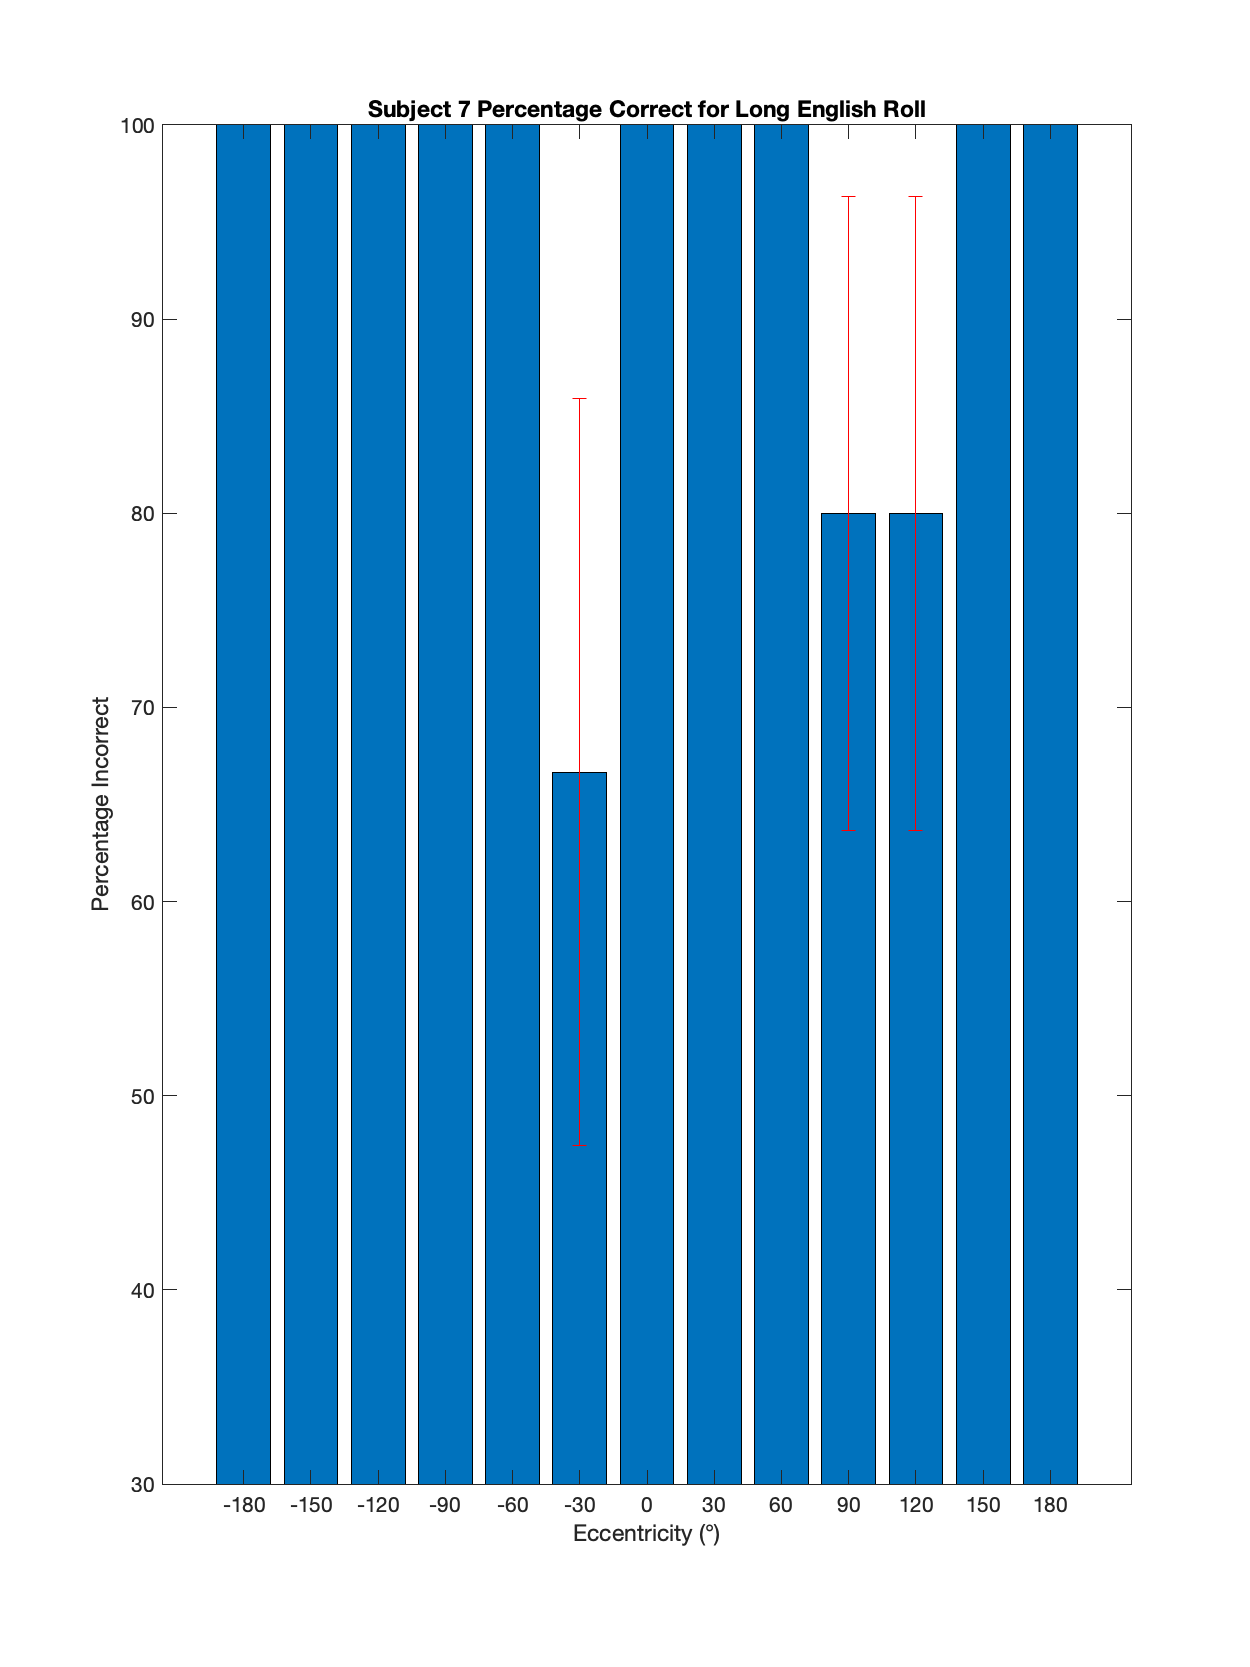 Subject 7 Percentage Correct for Long English Roll
100
90
80
70
60
50
40
30
Percentage Incorrect
-180 -150 -120 -90 -60 -30 0 30 60 90 120 150 180
Eccentricity (°)